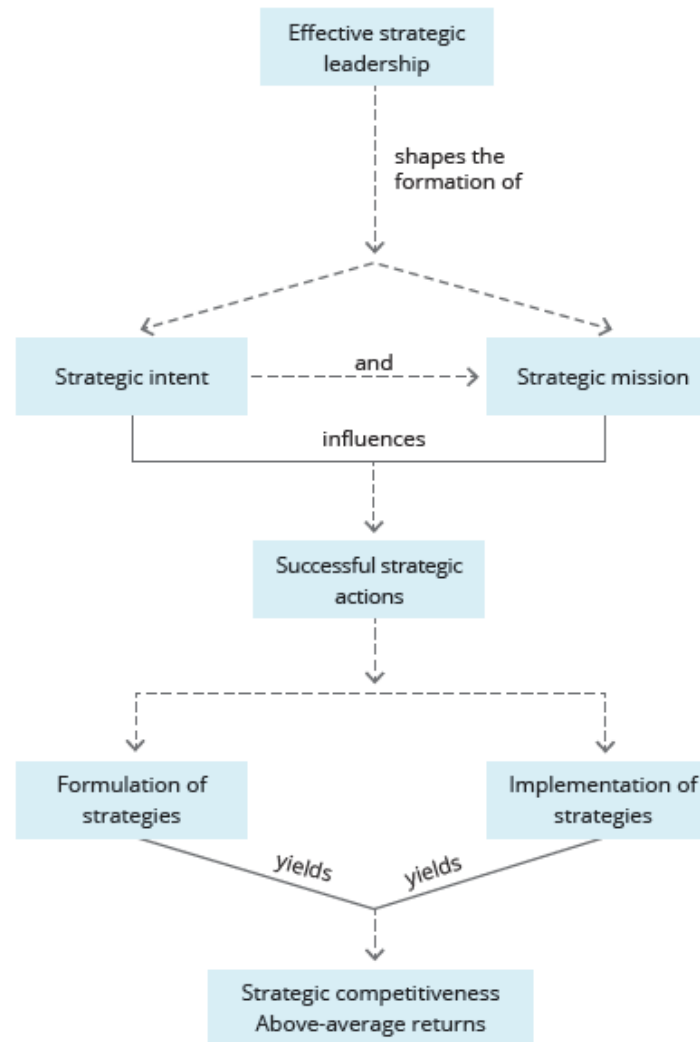 Effective strategic
leadership
shapes the
formation of
Strategic intent
and
Strategic mission
influences
Successful strategic
actions
Formulation of
strategies
Implementation of
strategies
yields
yields
Strategic competitiveness
Above-average returns